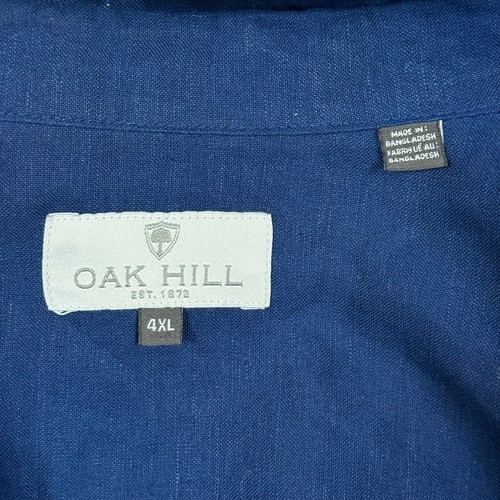 OAK HILL
EST. 1972
4XL
MADE IN:
BANGLADESH
FABRIQUÉ AU:
BANGLADESH